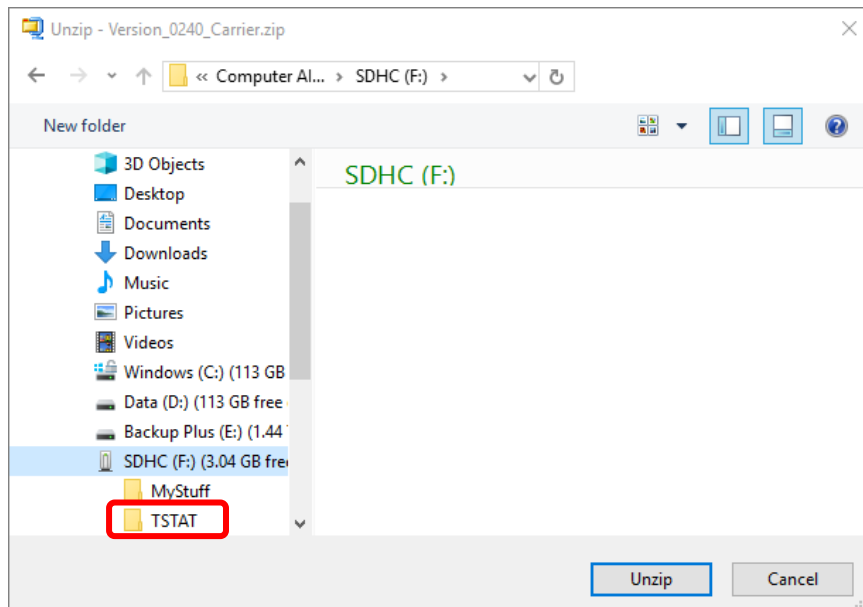 Unzip - Version_0240_Carrier.zip
« Computer Al... › SDHC (F:) ›
New folder
3D Objects
Desktop
Documents
Downloads
Music
Pictures
Videos
Windows (C:) (113 GB
Data (D:) (113 GB free
Backup Plus (E:) (1.44
SDHC (F:) (3.04 GB fre
MyStuff
TSTAT
SDHC (F:)
Unzip
Cancel